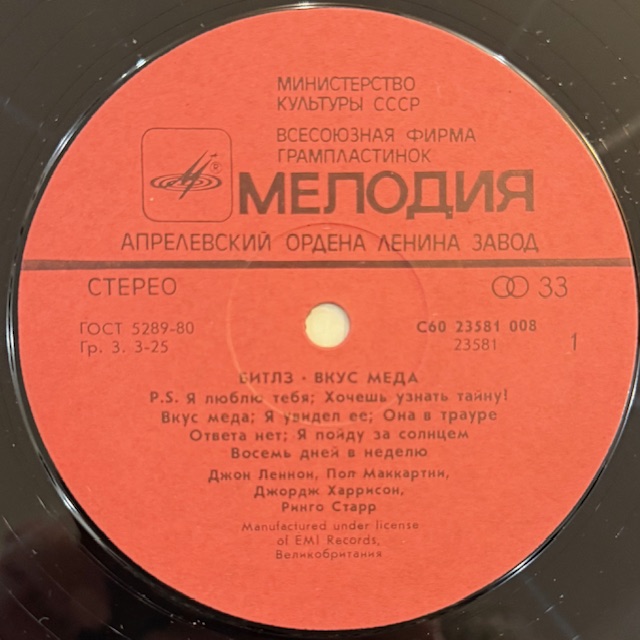 МИНИСТЕРСТВО
КУЛЬТУРЫ СССР
ВСЕСОЮЗНАЯ ФИРМА
ГРАМПЛАСТИНОК
МЕЛОДИЯ
АПРЕЛЕВСКИЙ ОРДЕНА ЛЕНИНА ЗАВОД
СТЕРЕО 33
ГОСТ 5289-80 С60 23581 008
Гр. 3. 3-25 23581 1
БИТЛЗ · ВКУС МЕДА
P.S. Я люблю тебя; Хочешь узнать тайну!
Вкус меда; Я увидел ее; Она в трауре
Ответа нет; Я пойду за солнцем
Восемь дней в неделю
Джон Леннон, Пол Маккартни,
Джордж Харрисон,
Ринго Старр
Manufactured under license
of EMI Records,
Великобритания